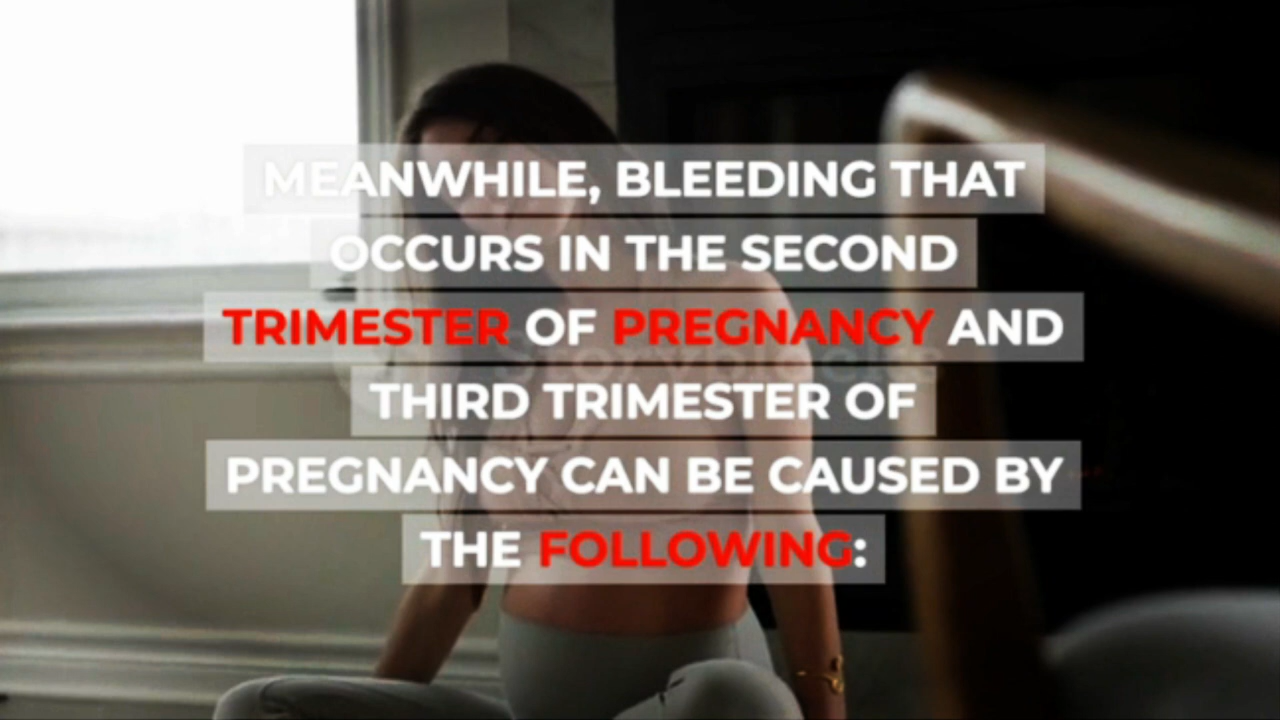 MEANWHILE, BLEEDING THAT
OCCURS IN THE SECOND
TRIMESTER OF PREGNANCY AND
THIRD TRIMESTER OF
PREGNANCY CAN BE CAUSED BY
THE FOLLOWING: